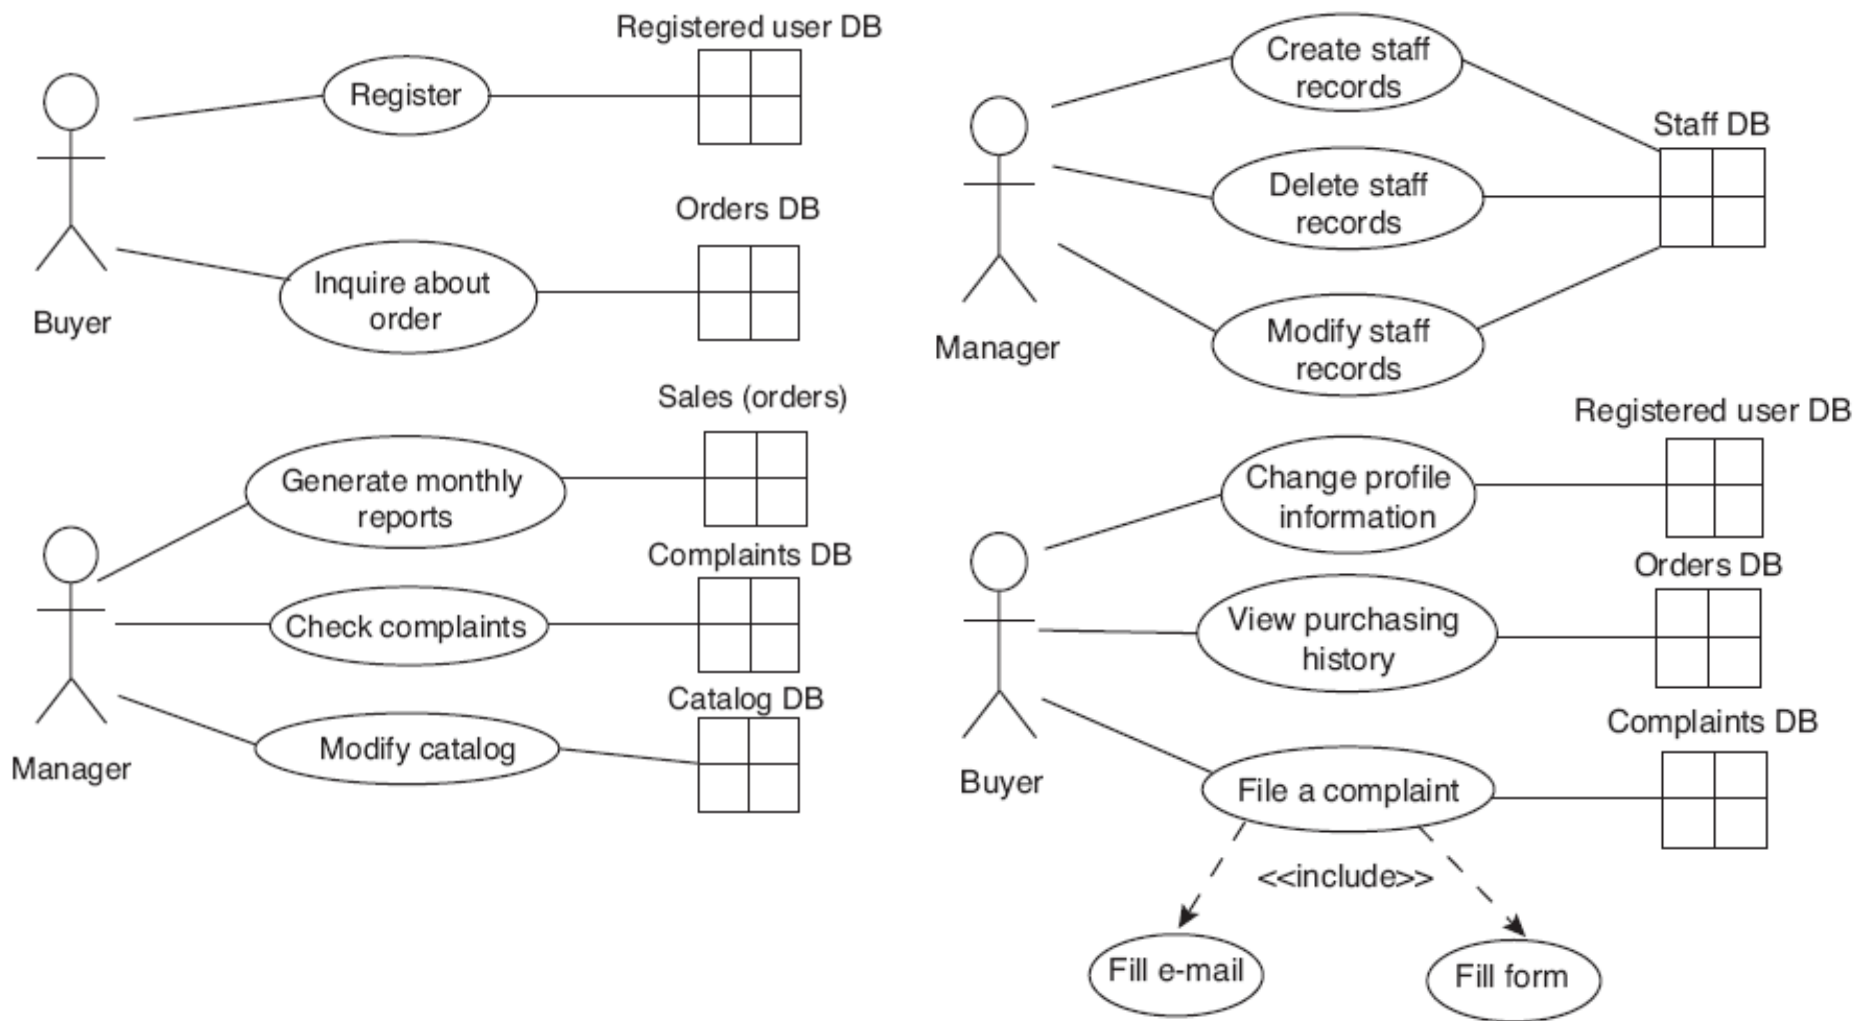 Registered user DB
Register
Orders DB
Inquire about
order
Buyer
Sales (orders)
Generate monthly
reports
Complaints DB
Check complaints
Catalog DB
Modify catalog
Manager
Create staff
records
Staff DB
Delete staff
records
Modify staff
records
Manager
Registered user DB
Change profile
information
Orders DB
View purchasing
history
Complaints DB
Buyer
File a complaint
<<include>>
Fill e-mail
Fill form